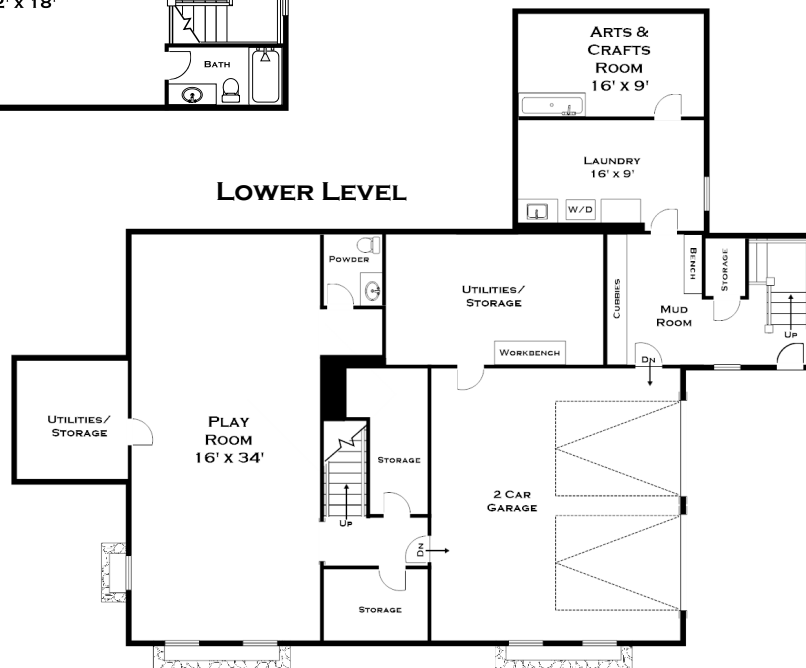 2' x 18'
Bath
Arts &
Crafts
Room
16' x 9'
Laundry
16' x 9'
W/D
Lower Level
Powder
Utilities/
Storage
Workbench
Cubbies
Bench
Storage
Mud
Room
Up
Dn
Utilities/
Storage
Play
Room
16' x 34'
Storage
Up
2 Car
Garage
Dn
Storage